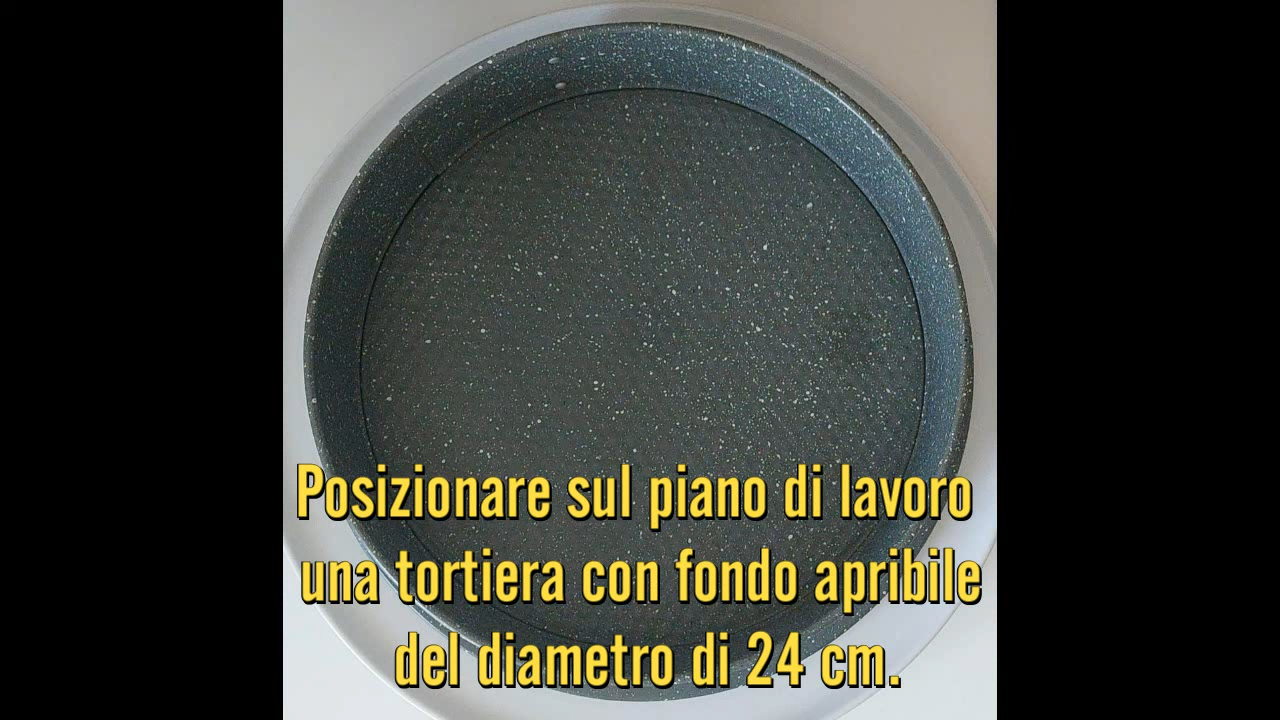 Posizionare sul piano di lavoro
una tortiera con fondo apribile
del diametro di 24 cm.